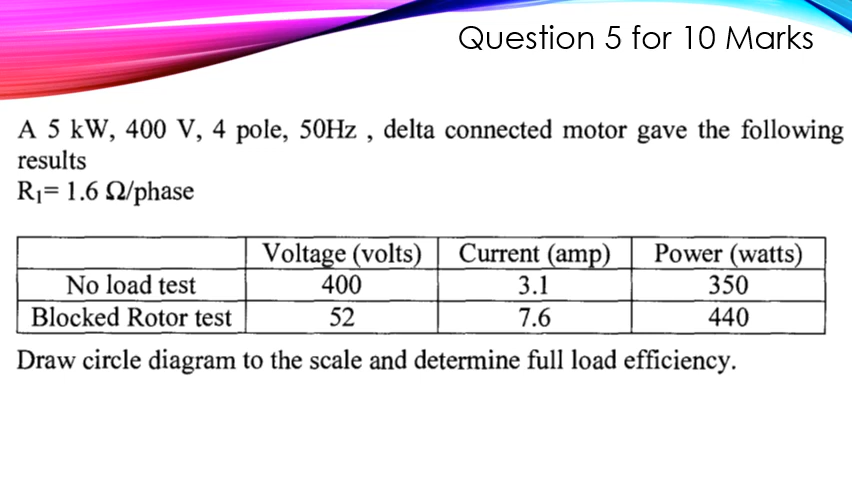 Question 5 for 10 Marks
A 5 kW, 400 V, 4 pole, 50Hz , delta connected motor gave the following
results
R₁= 1.6 Ω/phase
Voltage (volts) Current (amp) Power (watts)
No load test 400 3.1 350
Blocked Rotor test 52 7.6 440
Draw circle diagram to the scale and determine full load efficiency.